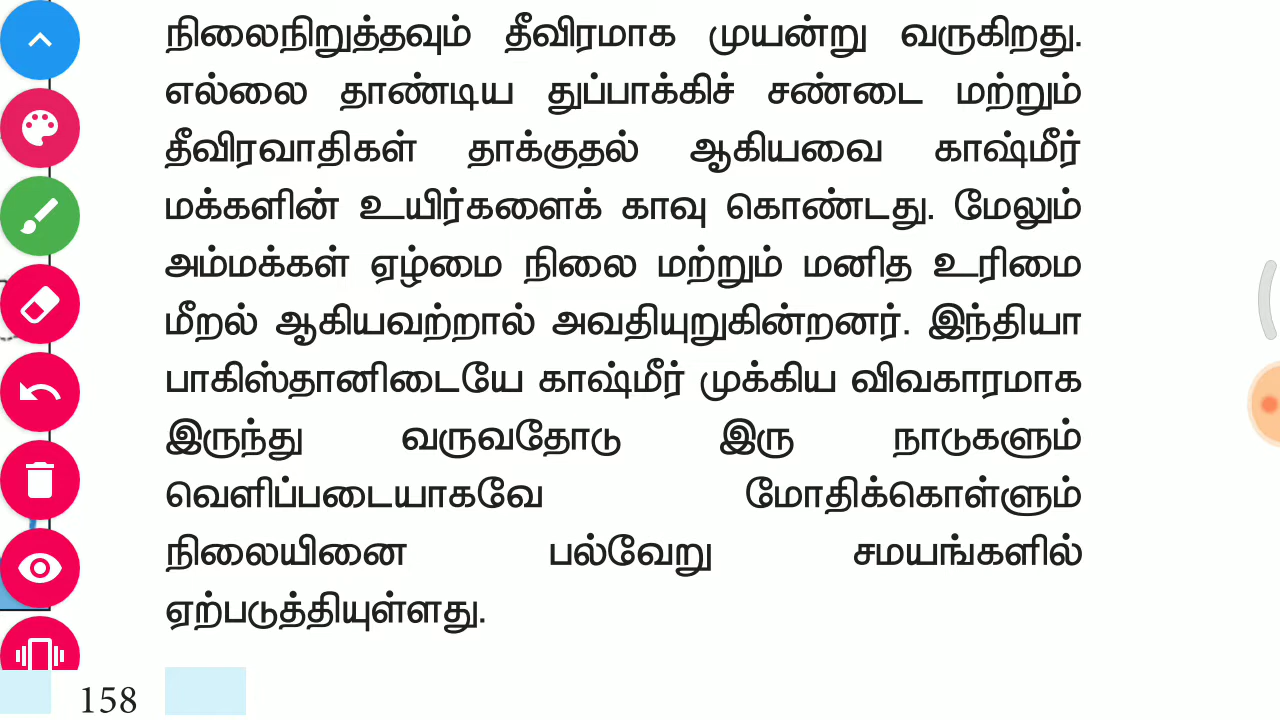 நிலைநிறுத்தவும் தீவிரமாக முயன்று வருகிறது.
எல்லை தாண்டிய துப்பாக்கிச் சண்டை மற்றும்
தீவிரவாதிகள் தாக்குதல் ஆகியவை காஷ்மீர்
மக்களின் உயிர்களைக் காவு கொண்டது. மேலும்
அம்மக்கள் ஏழ்மை நிலை மற்றும் மனித உரிமை
மீறல் ஆகியவற்றால் அவதியுறுகின்றனர். இந்தியா
பாகிஸ்தானிடையே காஷ்மீர் முக்கிய விவகாரமாக
இருந்து வருவதோடு இரு நாடுகளும்
வெளிப்படையாகவே மோதிக்கொள்ளும்
நிலையினை பல்வேறு சமயங்களில்
ஏற்படுத்தியுள்ளது.
158